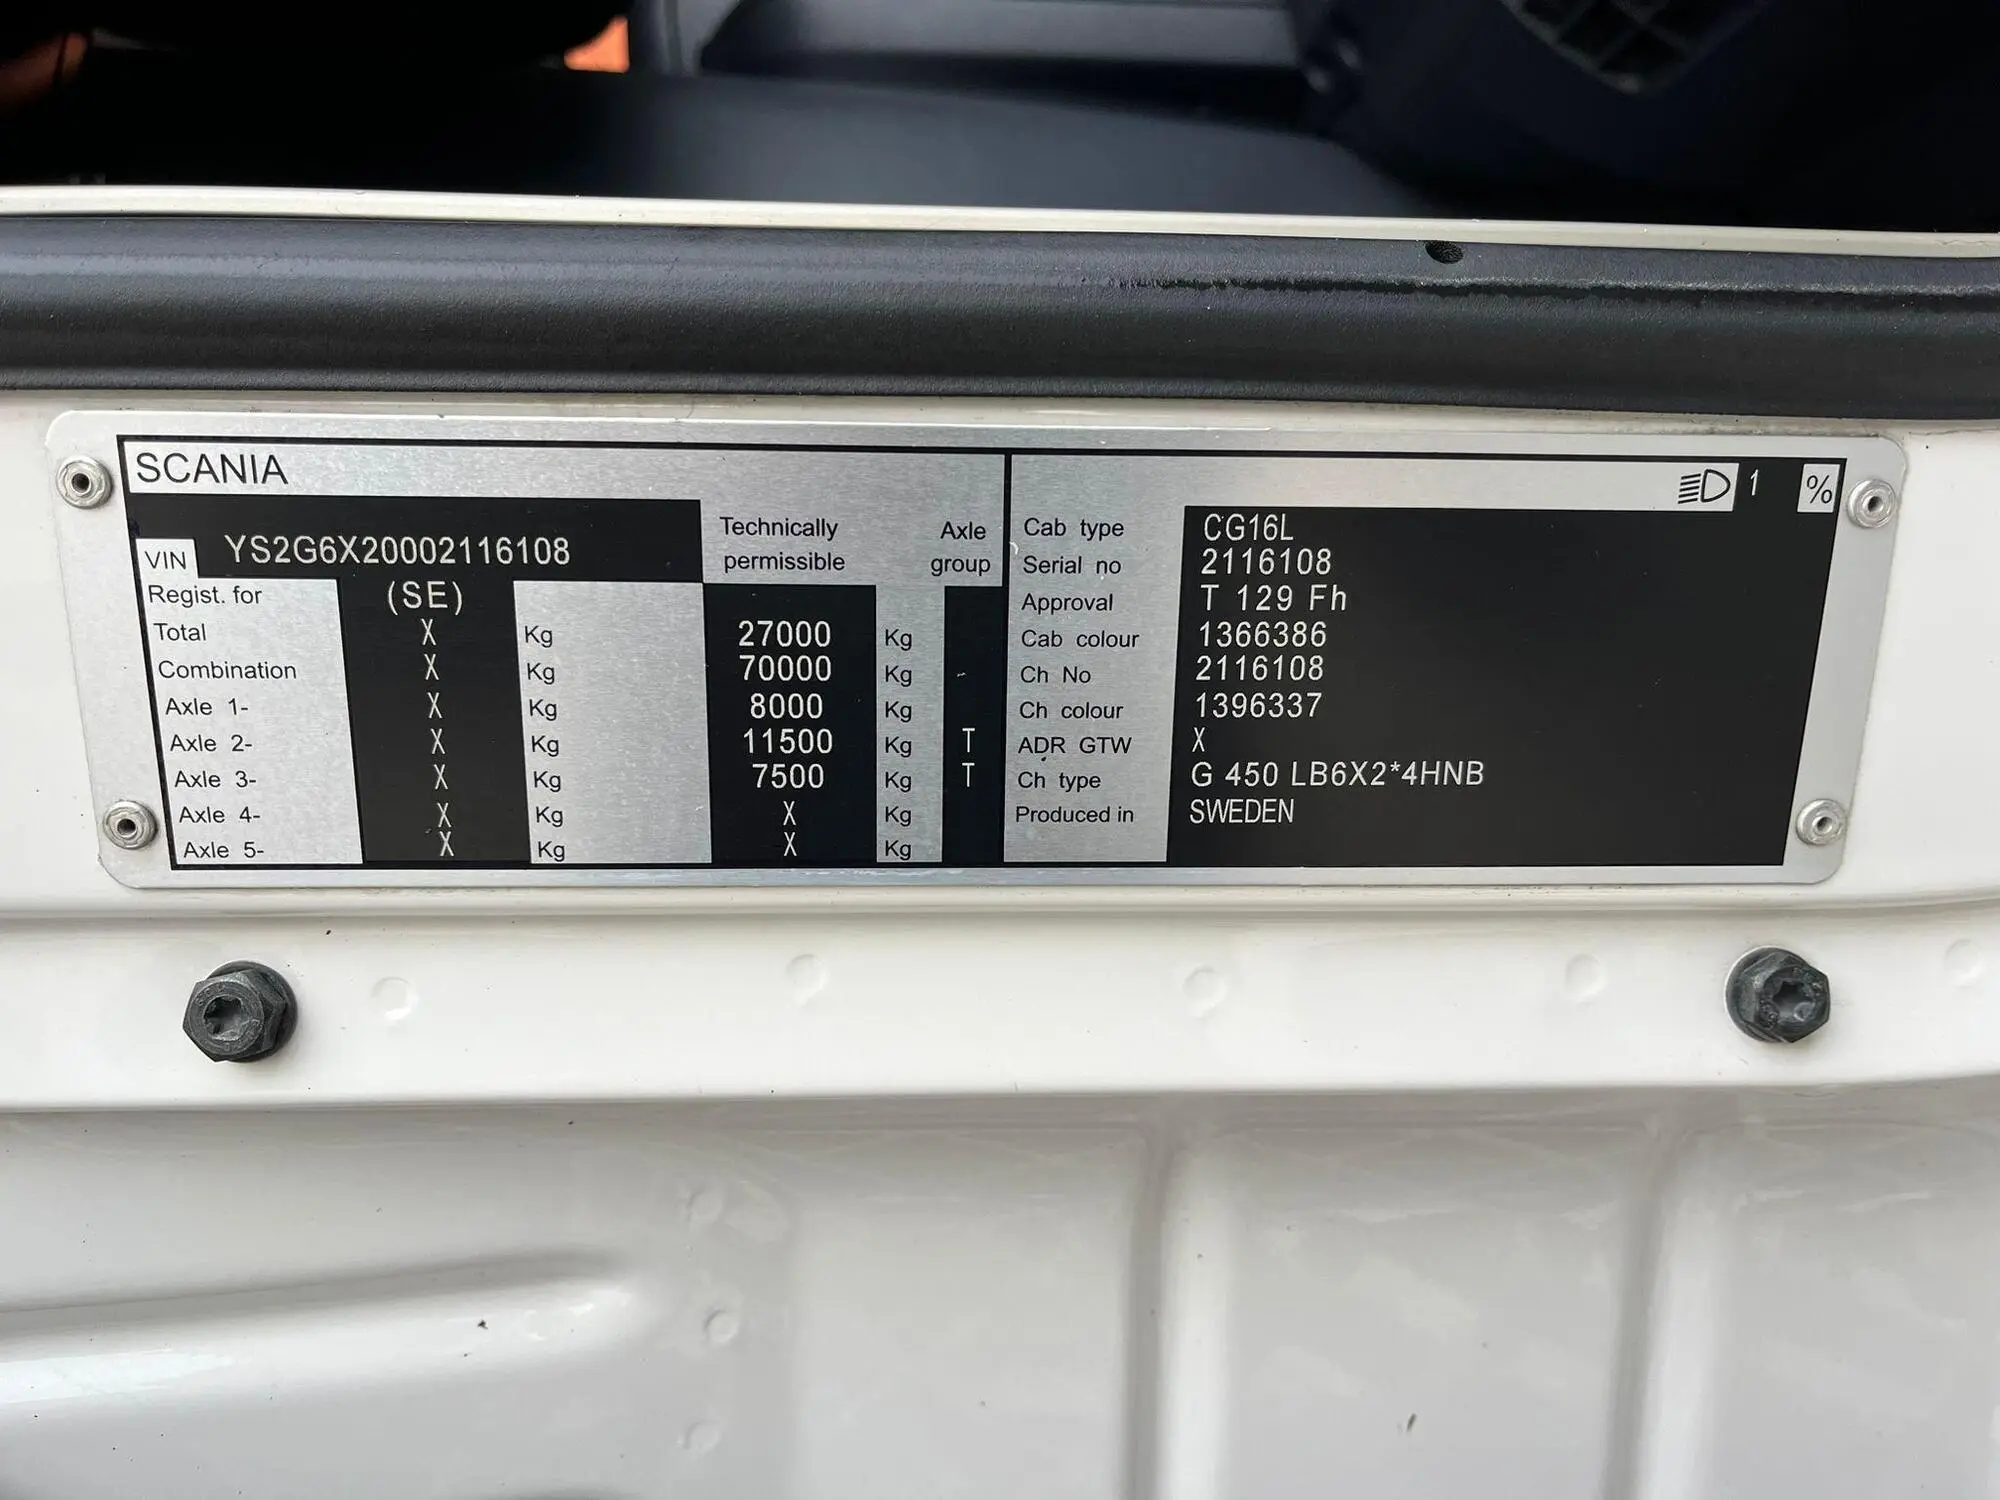 SCANIA
1 %
VIN YS2G6X20002116108
Technically permissible
Axle group
Regist. for (SE)
Total X Kg 27000 Kg
Combination X Kg 70000 Kg -
Axle 1- X Kg 8000 Kg
Axle 2- X Kg 11500 Kg T
Axle 3- X Kg 7500 Kg T
Axle 4- X Kg X Kg
Axle 5- X Kg X Kg
Cab type CG16L
Serial no 2116108
Approval T 129 Fh
Cab colour 1366386
Ch No 2116108
Ch colour 1396337
ADR GTW X
Ch type G 450 LB6X2*4HNB
Produced in SWEDEN